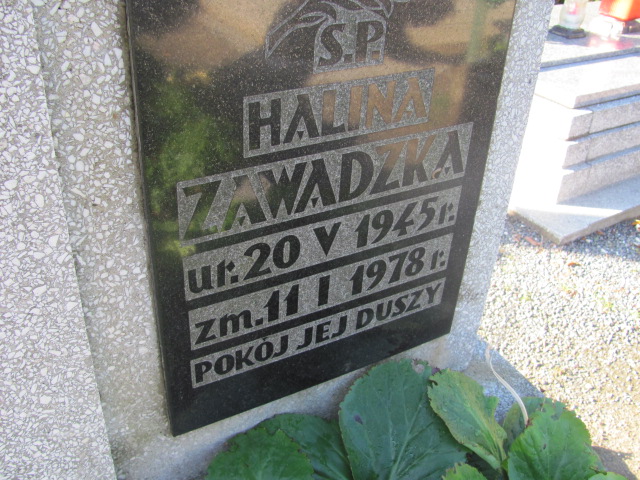 S.P.
HALINA
ZAWADZKA
ur. 20 V 1945 r.
zm. 11 I 1978 r.
POKÓJ JEJ DUSZY